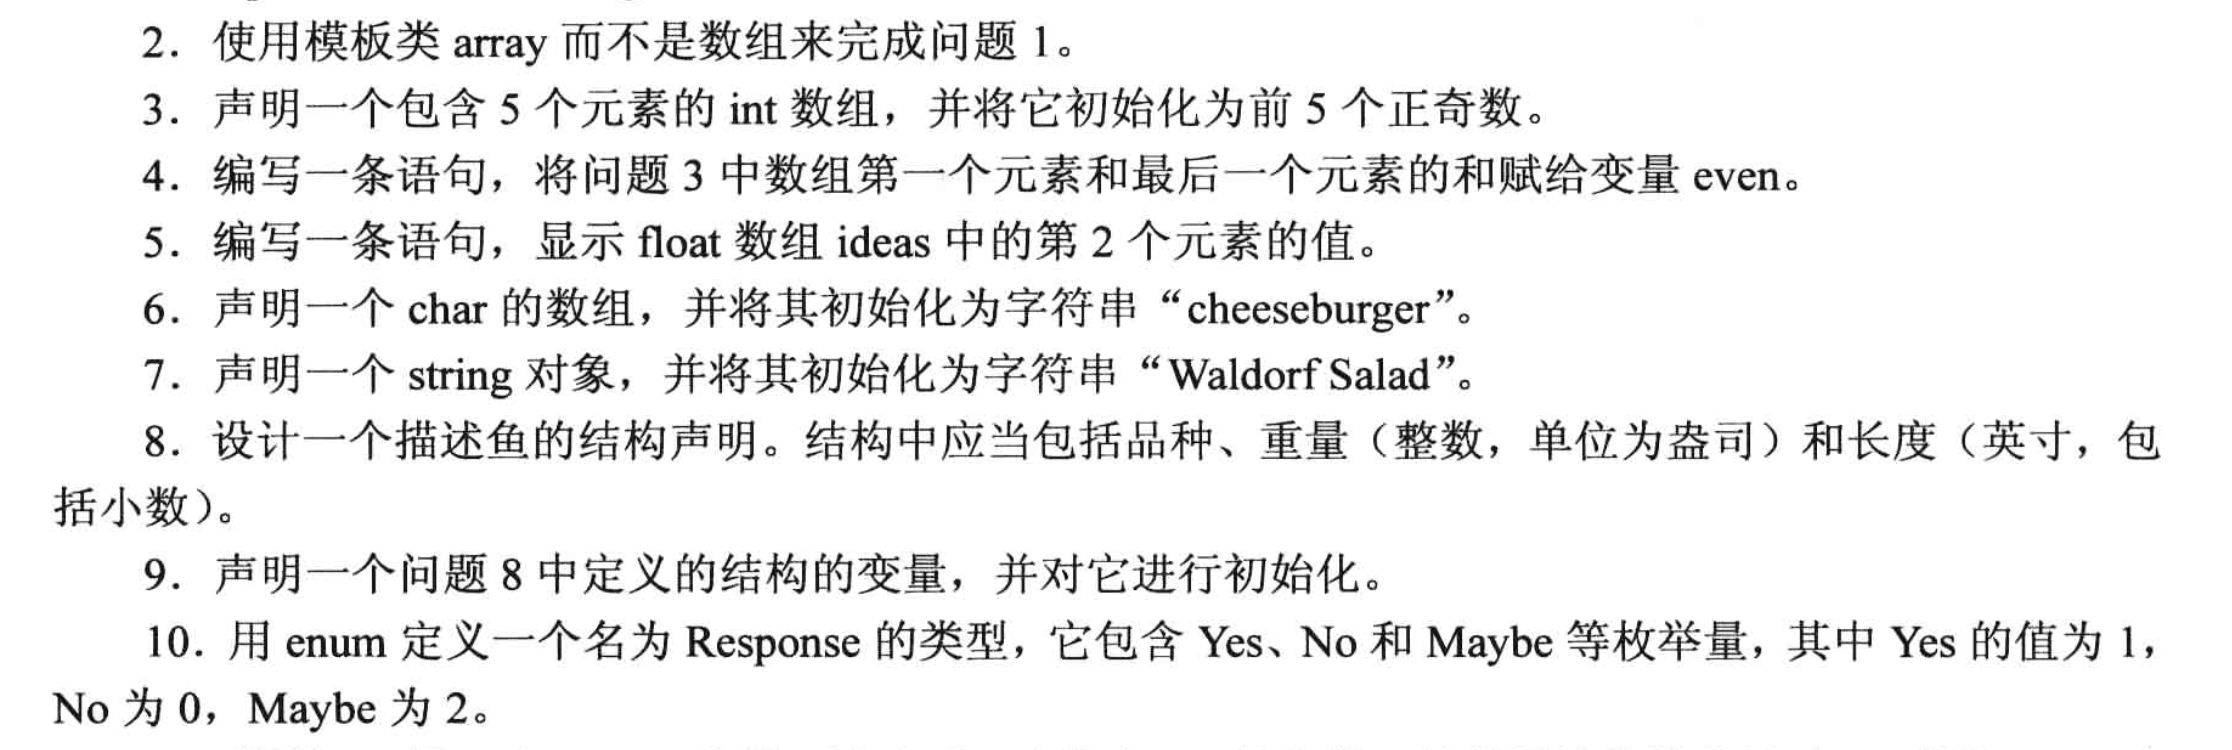 2．使用模板类 array 而不是数组来完成问题 1。
3．声明一个包含 5 个元素的 int 数组，并将它初始化为前 5 个正奇数。
4．编写一条语句，将问题 3 中数组第一个元素和最后一个元素的和赋给变量 even。
5．编写一条语句，显示 float 数组 ideas 中的第 2 个元素的值。
6．声明一个 char 的数组，并将其初始化为字符串“cheeseburger”。
7．声明一个 string 对象，并将其初始化为字符串“Waldorf Salad”。
8．设计一个描述鱼的结构声明。结构中应当包括品种、重量（整数，单位为盎司）和长度（英寸，包
括小数）。
9．声明一个问题 8 中定义的结构的变量，并对它进行初始化。
10．用 enum 定义一个名为 Response 的类型，它包含 Yes、No 和 Maybe 等枚举量，其中 Yes 的值为 1，
No 为 0，Maybe 为 2。